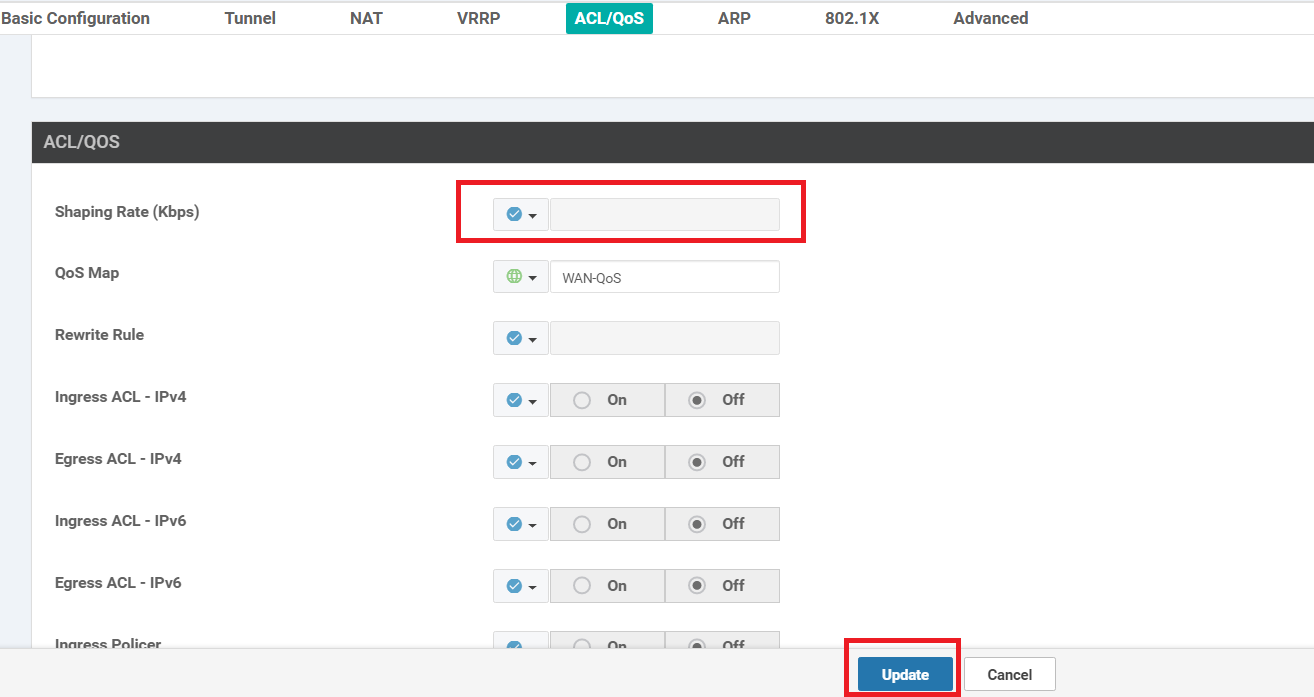 Basic Configuration Tunnel NAT VRRP ACL/QoS ARP 802.1X Advanced
ACL/QOS
Shaping Rate (Kbps)
QoS Map WAN-QoS
Rewrite Rule
Ingress ACL - IPv4 On Off
Egress ACL - IPv4 On Off
Ingress ACL - IPv6 On Off
Egress ACL - IPv6 On Off
Ingress Policer On Off
Update Cancel